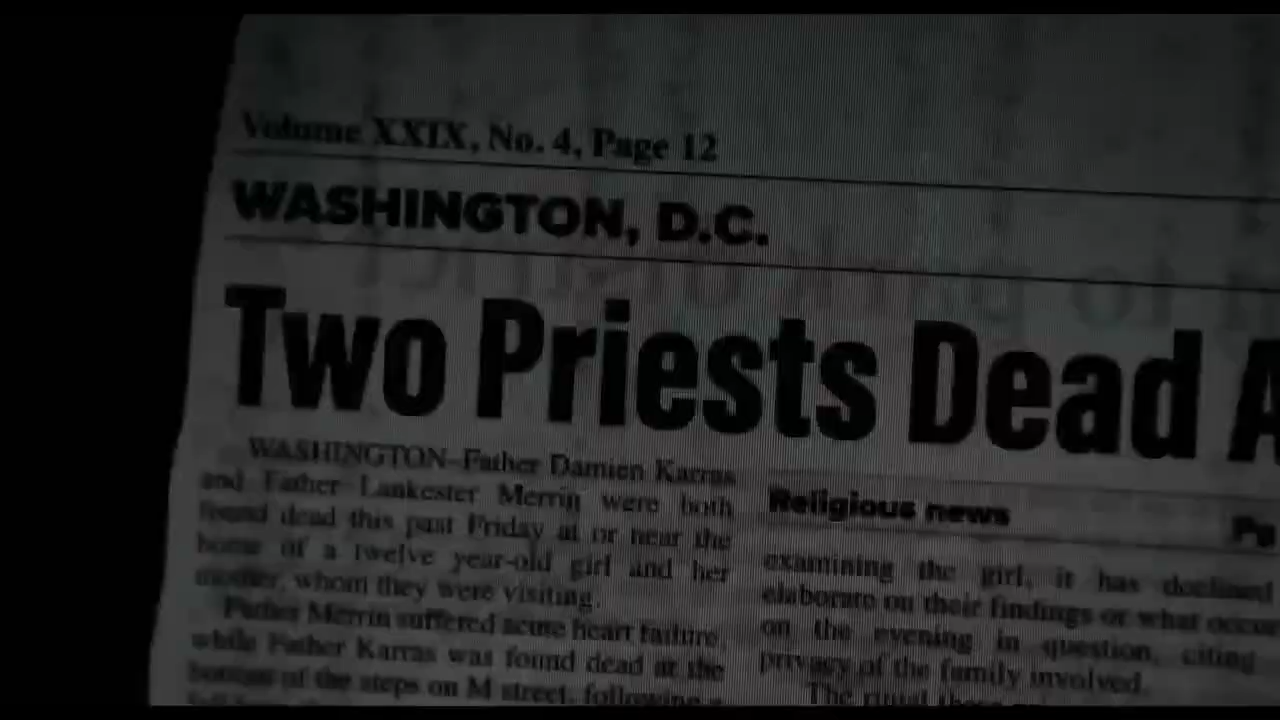 Volume XXIX, No. 4, Page 12
WASHINGTON, D.C.
Two Priests Dead A
WASHINGTON–Father Damien Karras
and Father Lankester Merrin were both
found dead this past Friday at or near the
home of a twelve year-old girl and her
mother, whom they were visiting.
Father Merrin suffered acute heart failure,
while Father Karras was found dead at the
bottom of the steps on M street, following a
Religious news
Pa
examining the girl, it has declined
elaborate on their findings or what occur
on the evening in question, citing
privacy of the family involved.
The ritual